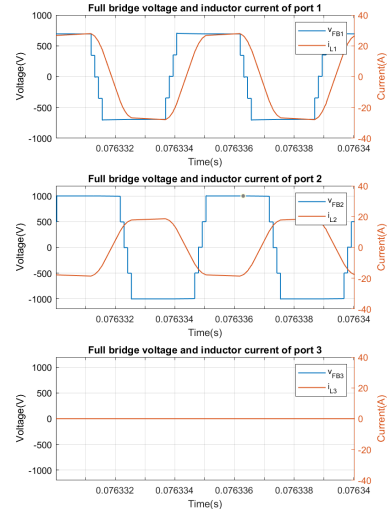 Full bridge voltage and inductor current of port 1
1000
500
0
-500
-1000
Voltage(V)
40
20
0
-20
-40
Current(A)
v_FB1
i_L1
0.076332
0.076334
0.076336
0.076338
0.07634
Time(s)
Full bridge voltage and inductor current of port 2
1000
500
0
-500
-1000
Voltage(V)
40
20
0
-20
-40
Current(A)
v_FB2
i_L2
0.076332
0.076334
0.076336
0.076338
0.07634
Time(s)
Full bridge voltage and inductor current of port 3
1000
500
0
-500
-1000
Voltage(V)
40
20
0
-20
-40
Current(A)
v_FB3
i_L3
0.076332
0.076334
0.076336
0.076338
0.07634
Time(s)